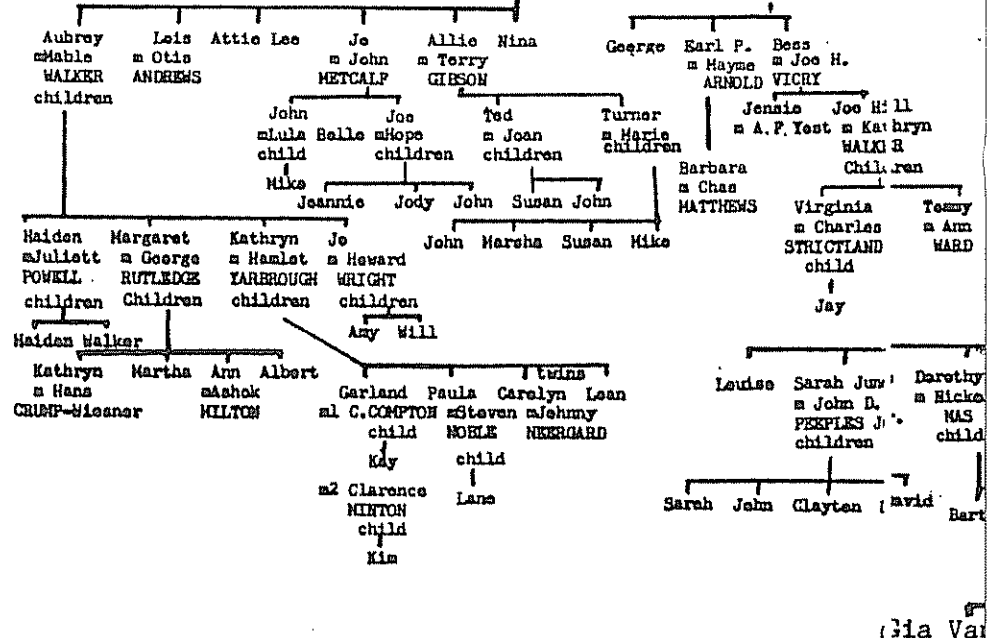 Aubrey Lois Attie Lee Jo Allie Nina George Earl P. Bess
mMable m Otis m John m Terry m Hayme m Joe H.
WALKER ANDREWS METCALF GIBSON ARNOLD VICRY
children
John Joe Ted Turner Jennie Joe Hill
mLula Belle mHope m Joan m Marie m A.F. Yost m Kathryn
child children children children WALKER
Children
Mike Barbara
m Chas
MATTHEWS
Jeannie Jody John Susan John Virginia Tommy
m Charles m Ann
STRICTLAND WARD
child
Jay
John Marsha Susan Mike
Haiden Margaret Kathryn Jo
mJuliett m George m Hamlet m Howard
POWELL RUTLEDGE YARBROUGH WRIGHT
children Children children children
Haiden Walker Amy Will
Kathryn Martha Ann Albert
m Hans mAshok
CRUMP-Wiesner MILTON
twins
Garland Paula Carolyn Lean
m1 C.COMPTON mSteven mJohnny
child NOBLE NEERGARD
Kay child
m2 Clarence Lane
MINTON
child
Kim
Louise Sarah Dorothy
m John D.
PEEPLES MAS
children child
Sarah John Clayton avid Bart
Gia Var